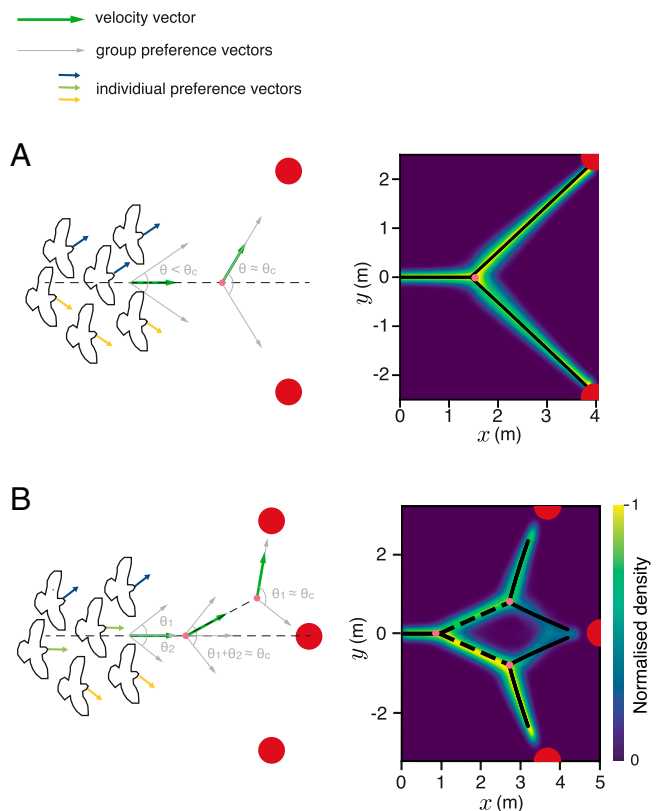 velocity vector
group preference vectors
individiual preference vectors
A
θ < θc
θ ≈ θc
y (m)
2
1
0
-1
-2
0 1 2 3 4
x (m)
B
θ1
θ2
θ1+θ2 ≈ θc
θ1 ≈ θc
y (m)
2
0
-2
0 1 2 3 4 5
x (m)
1
0
Normalised density